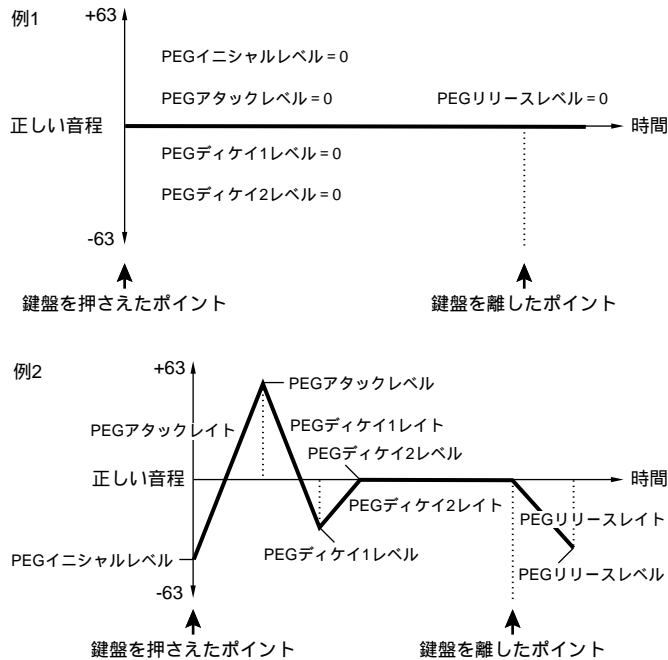 例1
+63
PEGイニシャルレベル = 0
PEGアタックレベル = 0
PEGリリースレベル = 0
正しい音程
時間
PEGディケイ1レベル = 0
PEGディケイ2レベル = 0
-63
鍵盤を押さえたポイント
鍵盤を離したポイント
例2
+63
PEGアタックレベル
PEGアタックレイト
PEGディケイ1レイト
PEGディケイ2レベル
正しい音程
時間
PEGディケイ2レイト
PEGリリースレイト
PEGディケイ1レベル
PEGイニシャルレベル
PEGリリースレベル
-63
鍵盤を押さえたポイント
鍵盤を離したポイント